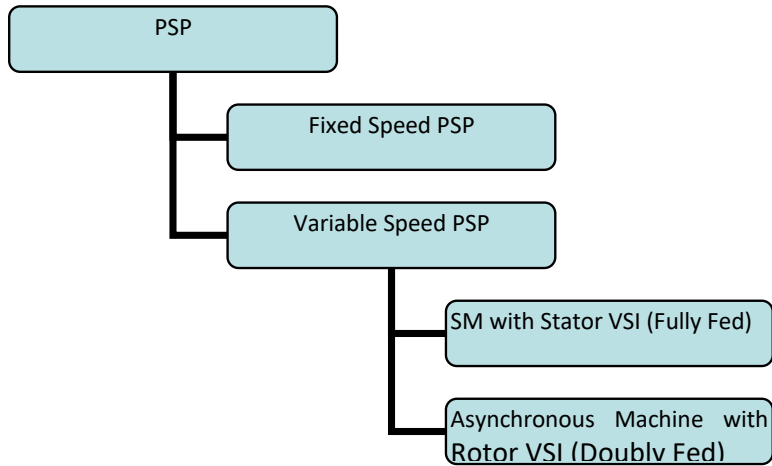 PSP
Fixed Speed PSP
Variable Speed PSP
SM with Stator VSI (Fully Fed)
Asynchronous Machine with
Rotor VSI (Doubly Fed)